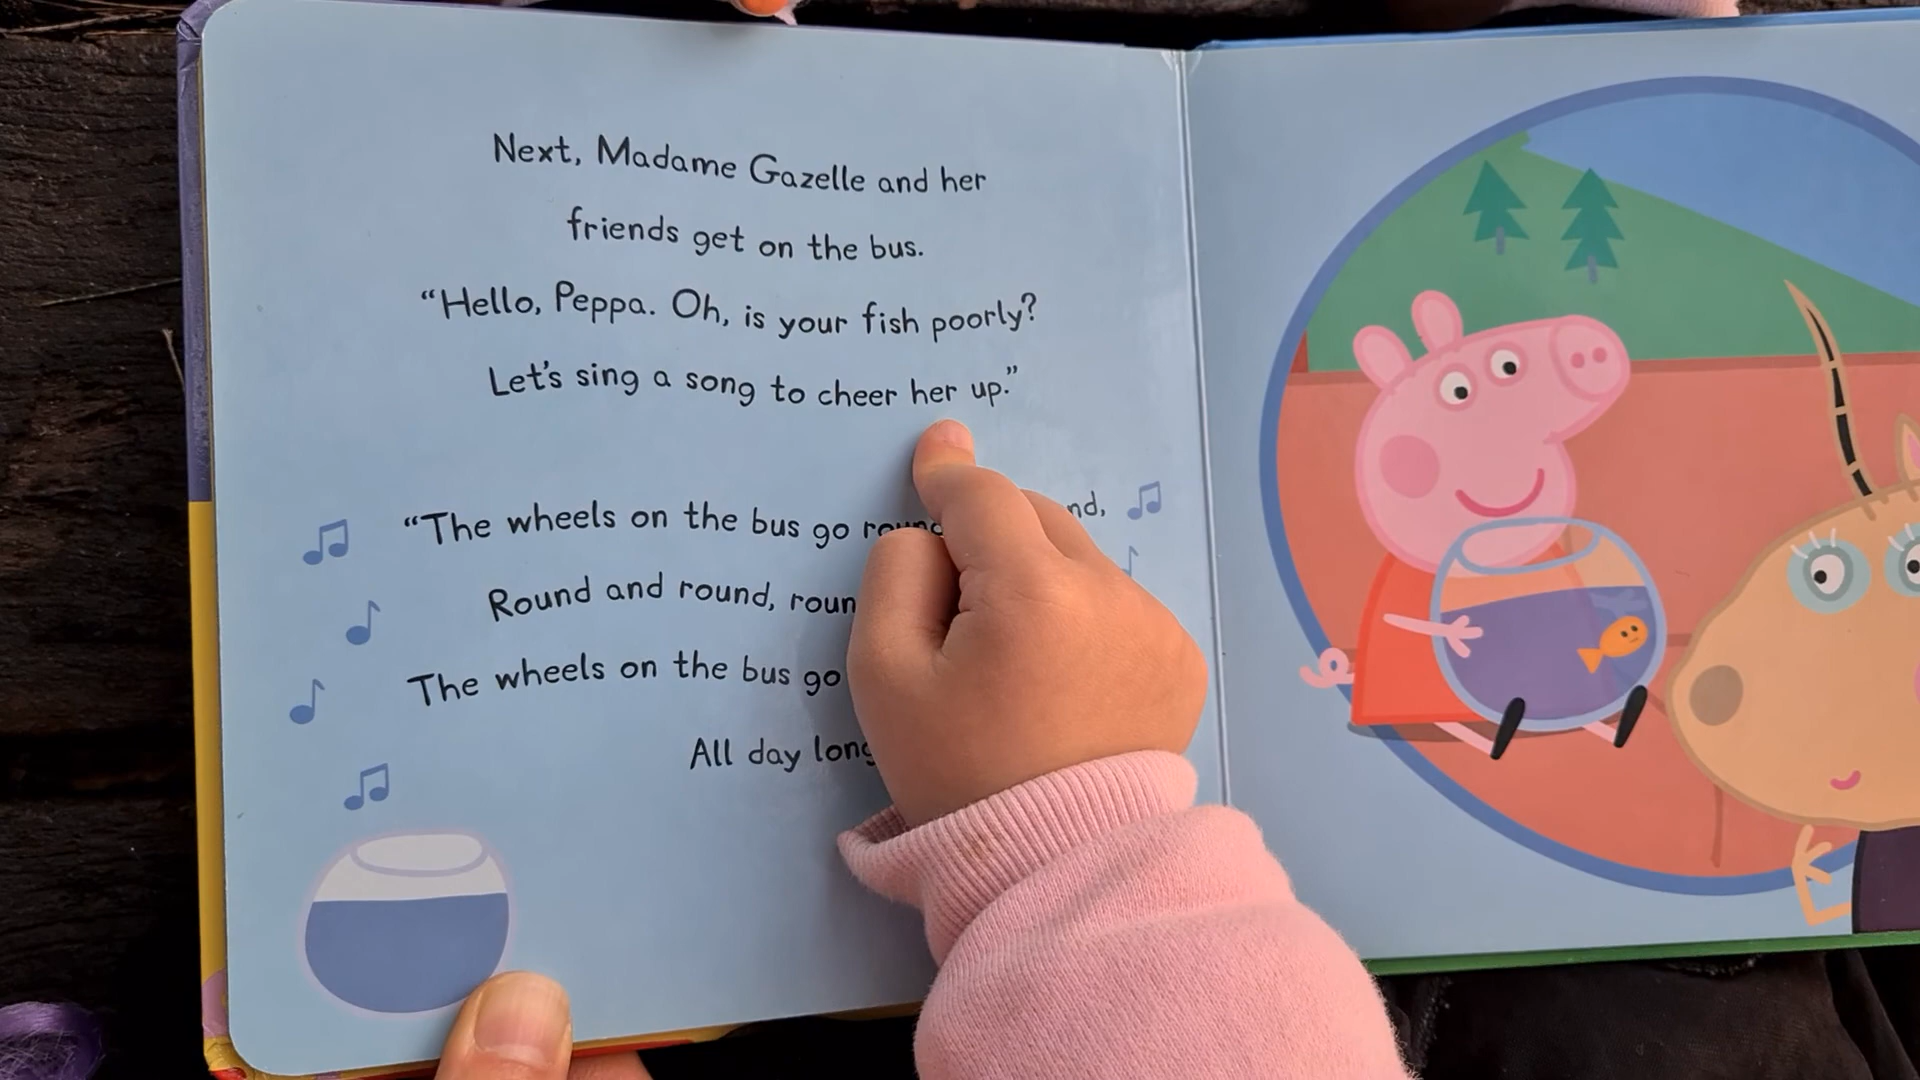 Next, Madame Gazelle and her
friends get on the bus.
“Hello, Peppa. Oh, is your fish poorly?
Let’s sing a song to cheer her up.”
“The wheels on the bus go round
Round and round,
The wheels on the bus go
All day long